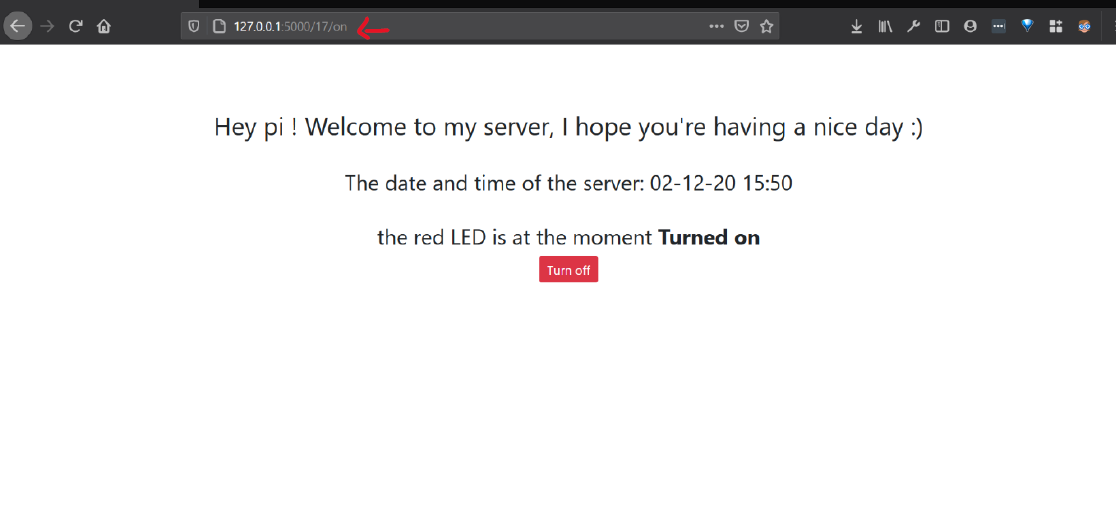 127.0.0.1:5000/17/on
Hey pi ! Welcome to my server, I hope you're having a nice day :)
The date and time of the server: 02-12-20 15:50
the red LED is at the moment Turned on
Turn off